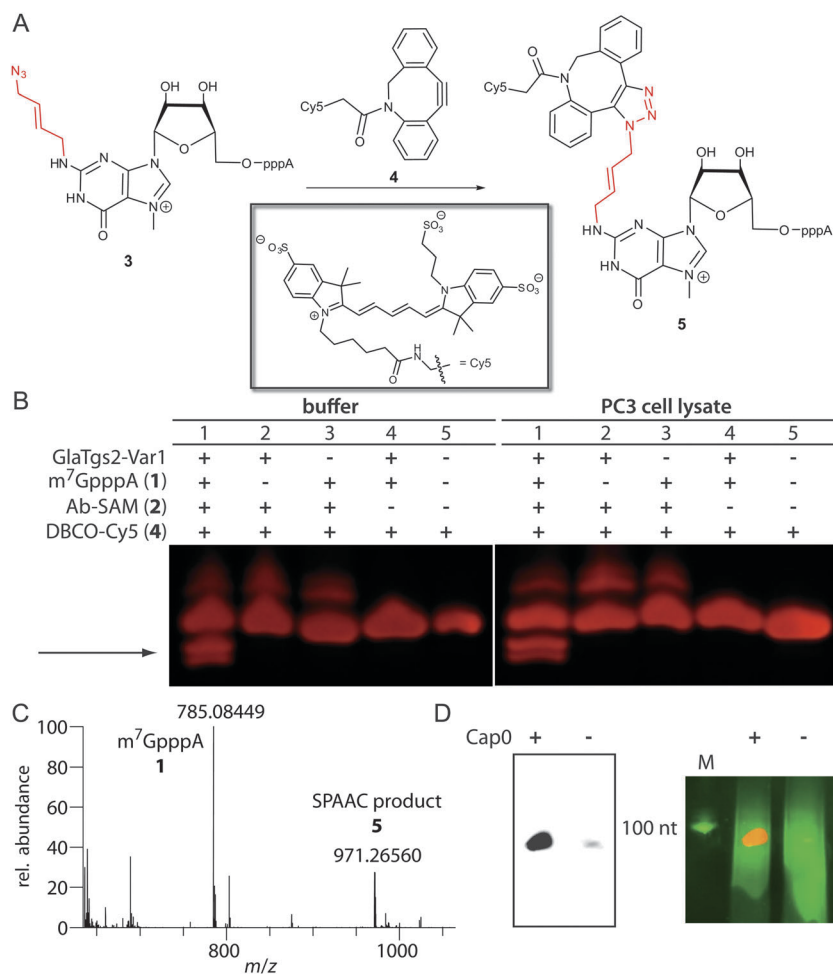 A
N3
OH OH
HN
N
N
O
O–pppA
HN
N
N
⊕
O
3
4
Cy5
N
O
Cy5
O
N
N
N
N
OH OH
HN
N
N
O
O–pppA
HN
N
N
⊕
O
5
⊖
O3S
⊖
SO3
⊖
SO3
N
⊕
N
O
H
N
= Cy5
B
buffer PC3 cell lysate
1 2 3 4 5 1 2 3 4 5
GlaTgs2-Var1 + + - + - + + - + -
m7GpppA (1) + - + + - + - + + -
Ab-SAM (2) + + + - - + + + - -
DBCO-Cy5 (4) + + + + + + + + + +
C
785.08449
m7GpppA
1
SPAAC product
5
971.26560
rel. abundance
100
80
60
40
20
0
800 1000
m/z
D
Cap0 + - + -
M
100 nt